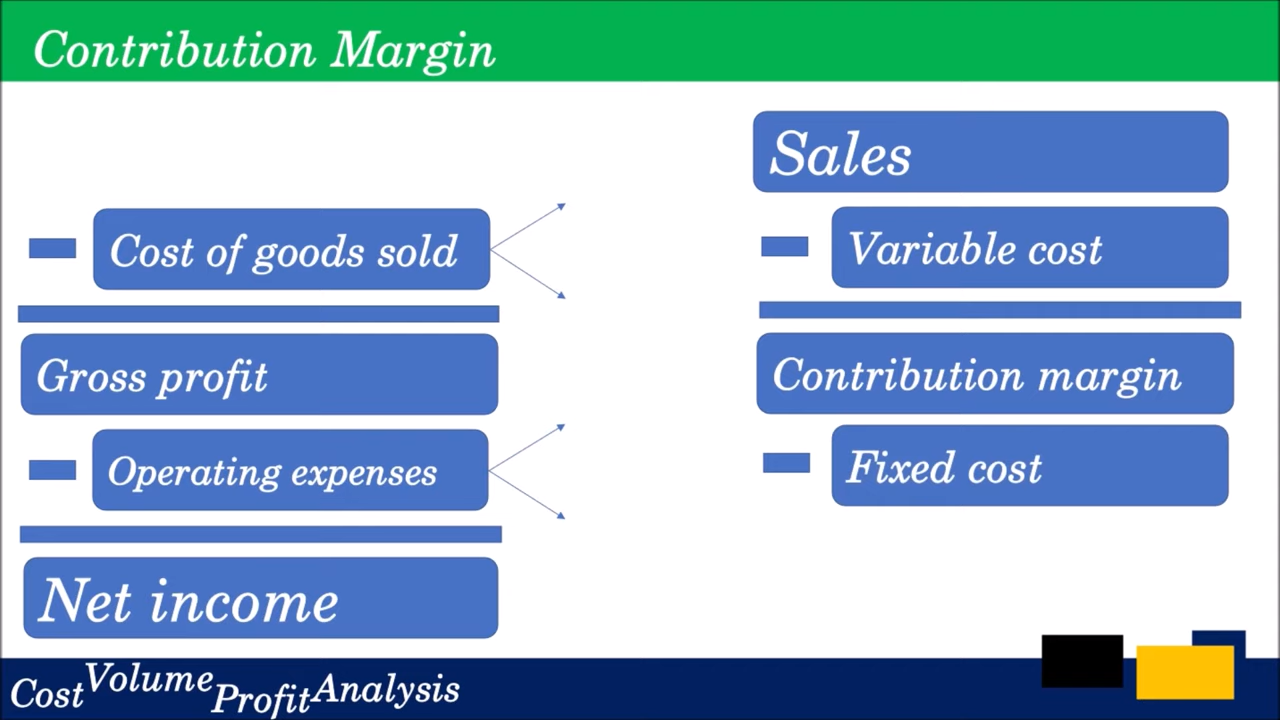 Contribution Margin
Cost of goods sold
Gross profit
Operating expenses
Net income
Sales
Variable cost
Contribution margin
Fixed cost
Cost Volume Profit Analysis